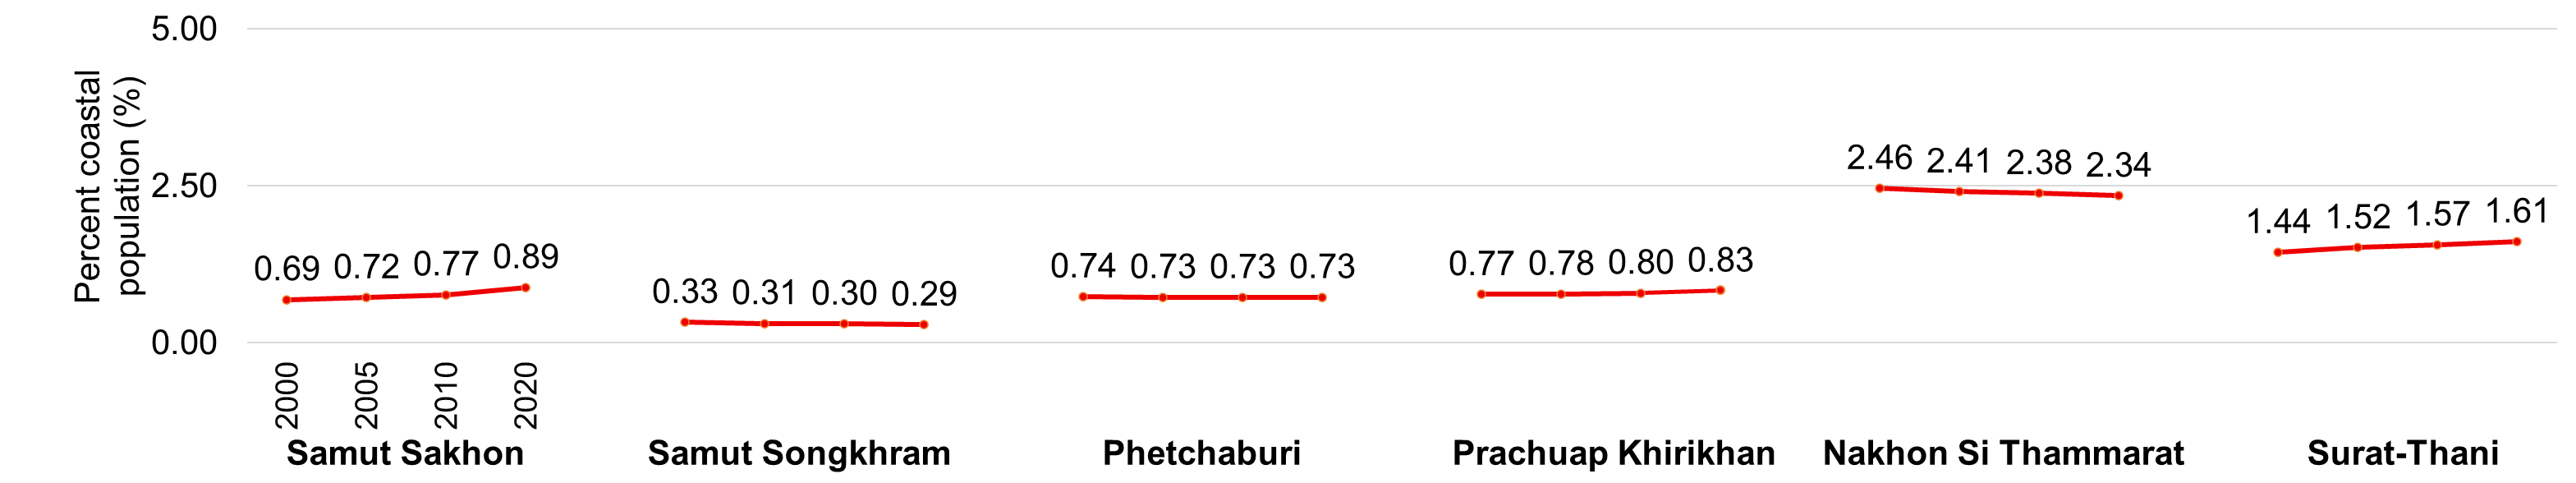 Percent coastal
population (%)
5.00
2.50
0.00
0.69 0.72 0.77 0.89
0.33 0.31 0.30 0.29
0.74 0.73 0.73 0.73
0.77 0.78 0.80 0.83
2.46 2.41 2.38 2.34
1.44 1.52 1.57 1.61
2000
2005
2010
2020
Samut Sakhon
Samut Songkhram
Phetchaburi
Prachuap Khirikhan
Nakhon Si Thammarat
Surat-Thani